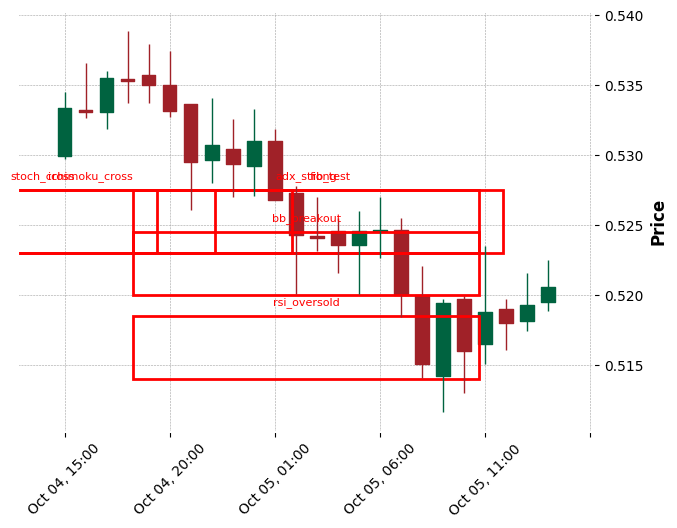 0.540
0.535
0.530
stoch_cross
ichimoku_cross
adx_strong
fib_test
0.525
bb_breakout
Price
0.520
rsi_oversold
0.515
Oct 04, 15:00
Oct 04, 20:00
Oct 05, 01:00
Oct 05, 06:00
Oct 05, 11:00